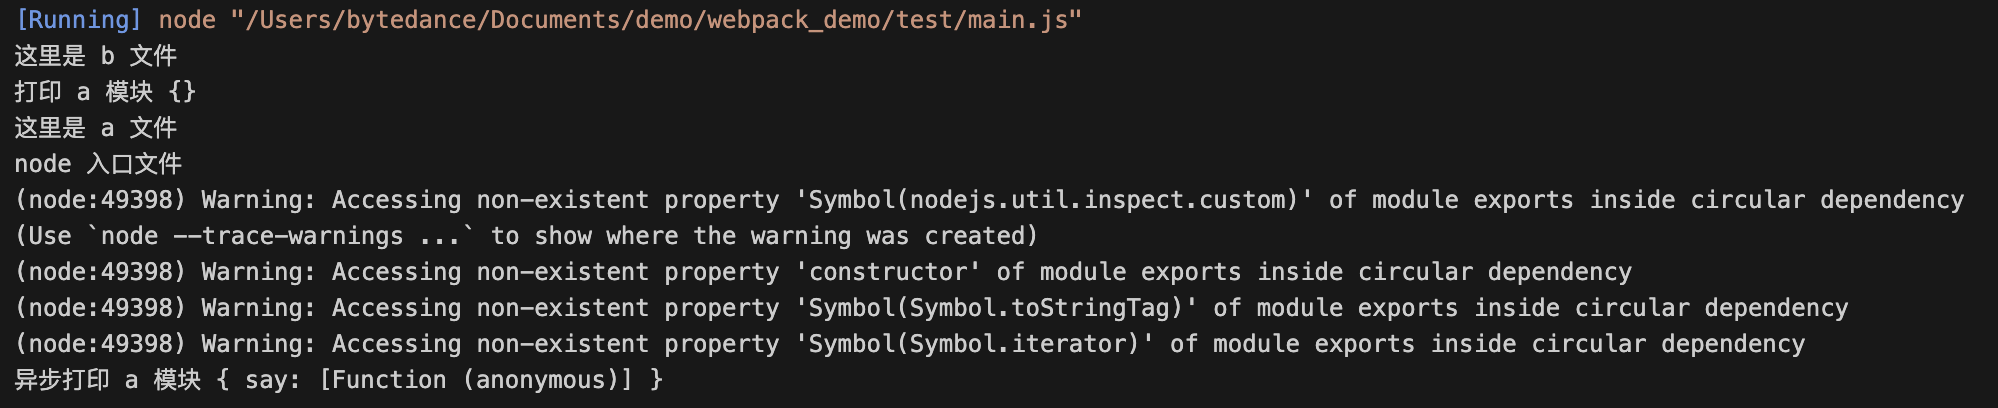 [Running] node "/Users/bytedance/Documents/demo/webpack_demo/test/main.js"
这里是 b 文件
打印 a 模块 {}
这里是 a 文件
node 入口文件
(node:49398) Warning: Accessing non-existent property 'Symbol(nodejs.util.inspect.custom)' of module exports inside circular dependency
(Use `node --trace-warnings ...` to show where the warning was created)
(node:49398) Warning: Accessing non-existent property 'constructor' of module exports inside circular dependency
(node:49398) Warning: Accessing non-existent property 'Symbol(Symbol.toStringTag)' of module exports inside circular dependency
(node:49398) Warning: Accessing non-existent property 'Symbol(Symbol.iterator)' of module exports inside circular dependency
异步打印 a 模块 { say: [Function (anonymous)] }